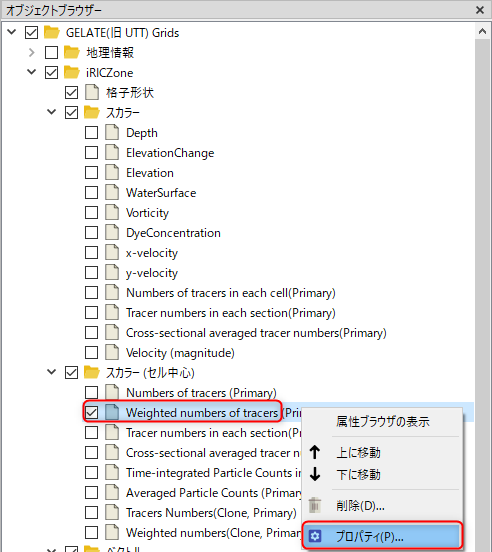 オブジェクトブラウザー
GELATE(旧 UTT) Grids
地理情報
iRICZone
格子形状
スカラー
Depth
ElevationChange
Elevation
WaterSurface
Vorticity
DyeConcentration
x-velocity
y-velocity
Numbers of tracers in each cell(Primary)
Tracer numbers in each section(Primary)
Cross-sectional averaged tracer numbers(Primary)
Velocity (magnitude)
スカラー (セル中心)
Numbers of tracers (Primary)
Weighted numbers of tracers (Pri
Tracer numbers in each section(P
Cross-sectional averaged tracer n
Time-integrated Particle Counts in
Averaged Particle Counts (Primary
Tracers Numbers(Clone, Primary)
Weighted numbers(Clone, Primary)
ベクトル
属性ブラウザの表示
上に移動
下に移動
削除(D)...
プロパティ(P)...